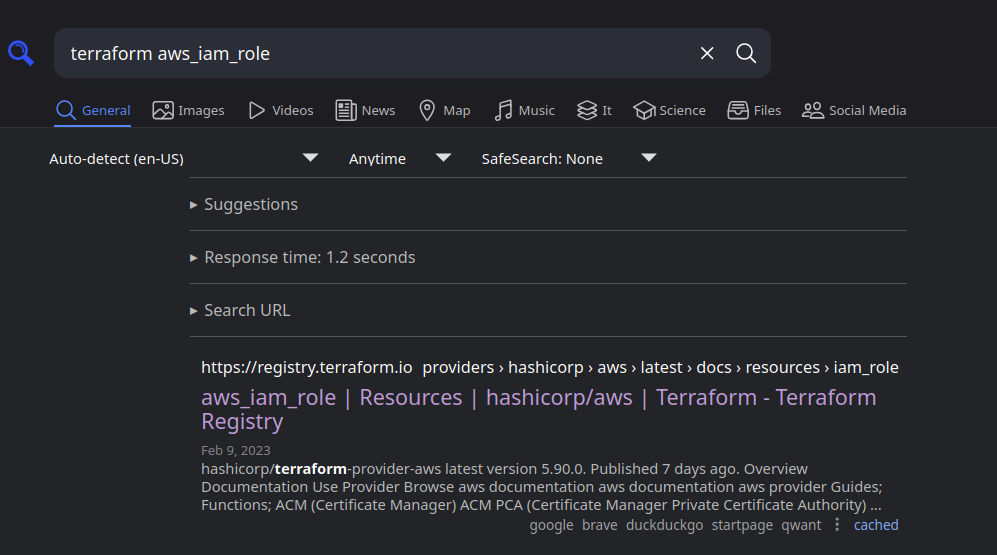 terraform aws_iam_role
General Images Videos News Map Music It Science Files Social Media
Auto-detect (en-US) Anytime SafeSearch: None
Suggestions
Response time: 1.2 seconds
Search URL
https://registry.terraform.io providers › hashicorp › aws › latest › docs › resources › iam_role
aws_iam_role | Resources | hashicorp/aws | Terraform - Terraform
Registry
Feb 9, 2023
hashicorp/terraform-provider-aws latest version 5.90.0. Published 7 days ago. Overview
Documentation Use Provider Browse aws documentation aws documentation aws provider Guides;
Functions; ACM (Certificate Manager) ACM PCA (Certificate Manager Private Certificate Authority) ...
google brave duckduckgo startpage qwant cached